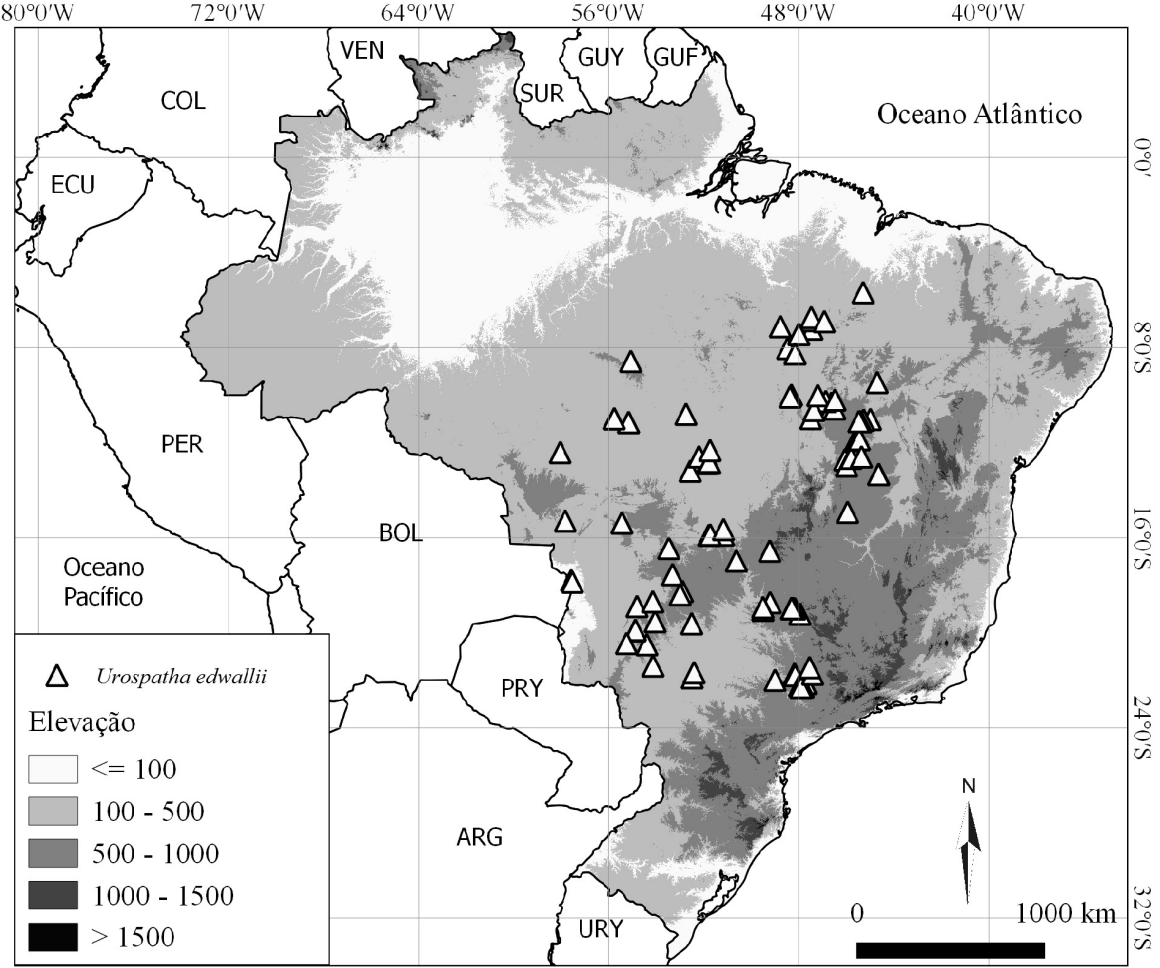 80°0'W 72°0'W 64°0'W 56°0'W 48°0'W 40°0'W
VEN
GUY
GUF
COL
SUR
Oceano Atlântico
0°0'
ECU
8°0'S
PER
BOL
16°0'S
Oceano
Pacífico
PRY
Urospatha edwallii
Elevação
24°0'S
<= 100
100 - 500
500 - 1000
1000 - 1500
> 1500
ARG
N
0 1000 km
32°0'S
URY